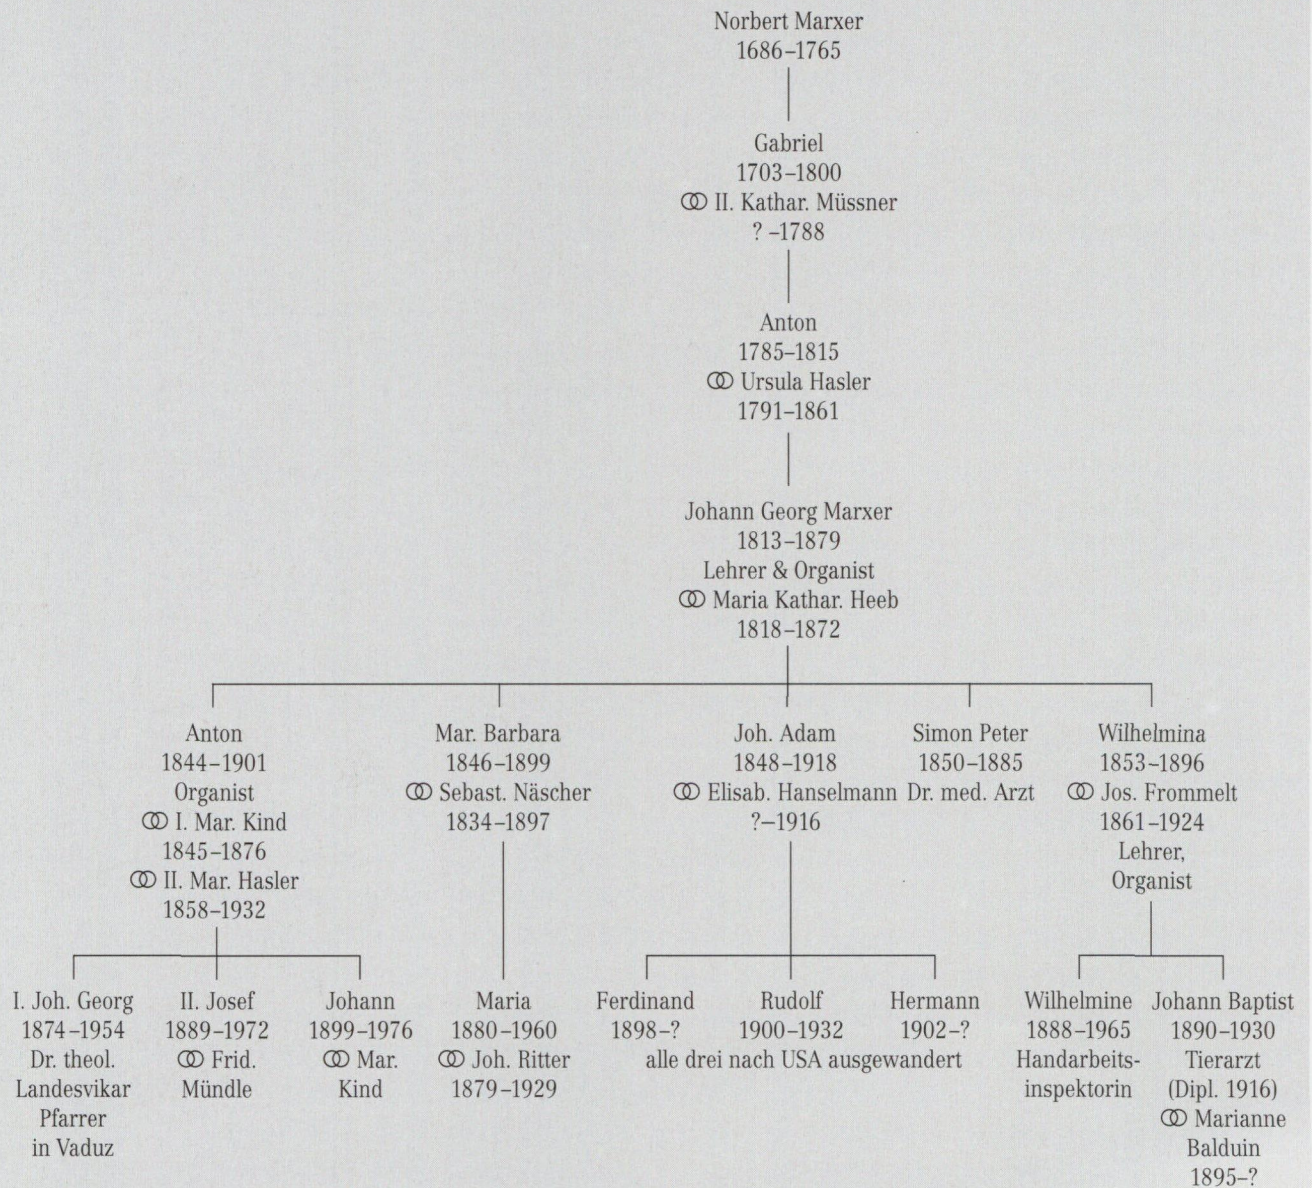 Norbert Marxer
1686–1765
Gabriel
1703–1800
⚭ II. Kathar. Müssner
? –1788
Anton
1785–1815
⚭ Ursula Hasler
1791–1861
Johann Georg Marxer
1813–1879
Lehrer & Organist
⚭ Maria Kathar. Heeb
1818–1872
Anton
1844–1901
Organist
⚭ I. Mar. Kind
1845–1876
⚭ II. Mar. Hasler
1858–1932
Mar. Barbara
1846–1899
⚭ Sebast. Näscher
1834–1897
Joh. Adam
1848–1918
⚭ Elisab. Hanselmann
?–1916
Simon Peter
1850–1885
Dr. med. Arzt
Wilhelmina
1853–1896
⚭ Jos. Frommelt
1861–1924
Lehrer,
Organist
I. Joh. Georg
1874–1954
Dr. theol.
Landesvikar
Pfarrer
in Vaduz
II. Josef
1889–1972
⚭ Frid.
Mündle
Johann
1899–1976
⚭ Mar.
Kind
Maria
1880–1960
⚭ Joh. Ritter
1879–1929
Ferdinand
1898–?
Rudolf
1900–1932
Hermann
1902–?
alle drei nach USA ausgewandert
Wilhelmine
1888–1965
Handarbeits-
inspektorin
Johann Baptist
1890–1930
Tierarzt
(Dipl. 1916)
⚭ Marianne
Balduin
1895–?